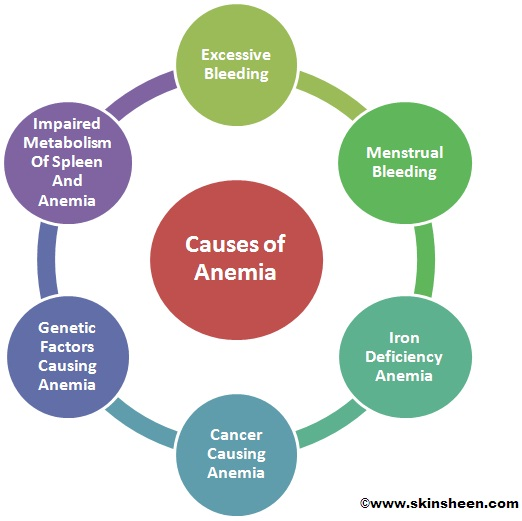 Excessive
Bleeding
Menstrual
Bleeding
Iron
Deficiency
Anemia
Cancer
Causing
Anemia
Genetic
Factors
Causing
Anemia
Impaired
Metabolism
Of Spleen
And
Anemia
Causes of
Anemia
©www.skinsheen.com